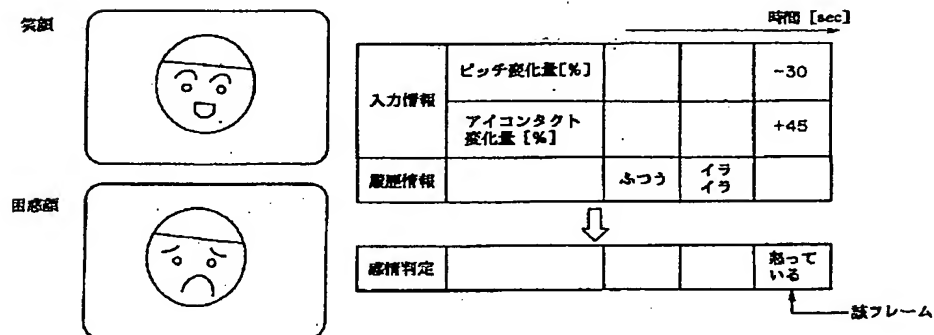 笑顔
困惑顔
時間 [sec]
入力情報
ピッチ変化量[%]
-30
アイコンタクト
変化量 [%]
+45
履歴情報
ふつう
イラ
イラ
感情判定
怒って
いる
該フレーム